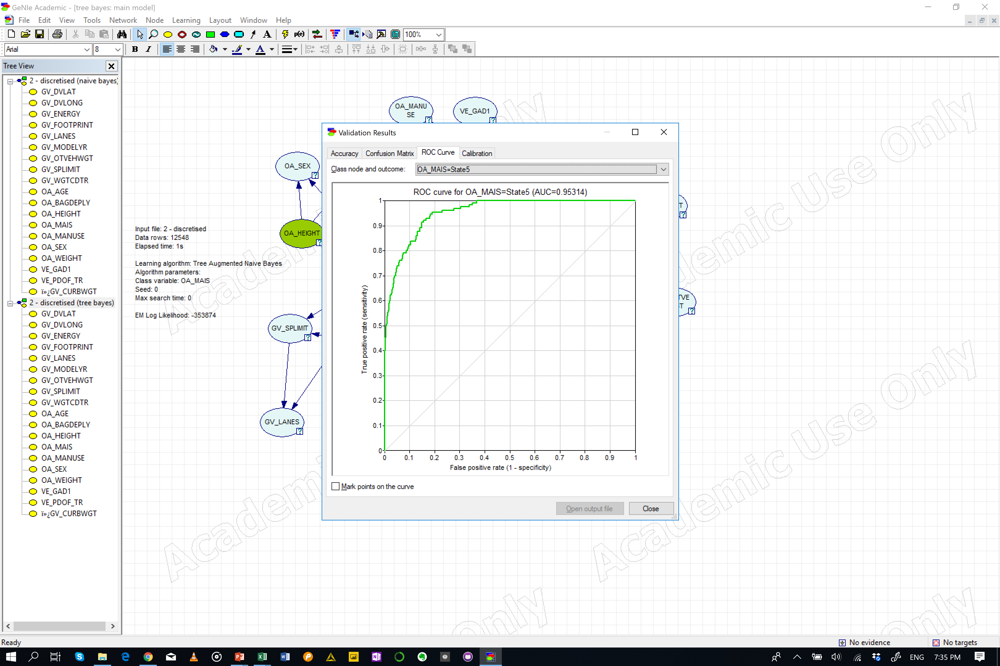 GeNIe Academic - [tree bayes: main model]
File Edit View Tools Network Node Learning Layout Window Help
p(e)
A
100%
Arial
8
B I
A
Tree View
2 - discretised (naive bayes)
GV_DVLAT
GV_DVLONG
GV_ENERGY
GV_FOOTPRINT
GV_LANES
GV_MODELYR
GV_OTVEHWGT
GV_SPLIMIT
GV_WGTCDTR
OA_AGE
OA_BAGDEPLY
OA_HEIGHT
OA_MAIS
OA_MANUSE
OA_SEX
OA_WEIGHT
VE_GAD1
VE_PDOF_TR
ï»¿GV_CURBWGT
2 - discretised (tree bayes)
GV_DVLAT
GV_DVLONG
GV_ENERGY
GV_FOOTPRINT
GV_LANES
GV_MODELYR
GV_OTVEHWGT
GV_SPLIMIT
GV_WGTCDTR
OA_AGE
OA_BAGDEPLY
OA_HEIGHT
OA_MAIS
OA_MANUSE
OA_SEX
OA_WEIGHT
VE_GAD1
VE_PDOF_TR
ï»¿GV_CURBWGT
OA_MANU
SE
VE_GAD1
OA_SEX
OA_HEIGHT
GV_SPLIMIT
GV_LANES
T
TVE
T
Input file: 2 - discretised
Data rows: 12548
Elapsed time: 1s
Learning algorithm: Tree Augmented Naive Bayes
Algorithm parameters:
Class variable: OA_MAIS
Seed: 0
Max search time: 0
EM Log Likelihood: -353874
Academic Use Only
Validation Results
Accuracy Confusion Matrix ROC Curve Calibration
Class node and outcome: OA_MAIS=State5
ROC curve for OA_MAIS=State5 (AUC=0.95314)
True positive rate (sensitivity)
1
0.9
0.8
0.7
0.6
0.5
0.4
0.3
0.2
0.1
0
0 0.1 0.2 0.3 0.4 0.5 0.6 0.7 0.8 0.9 1
False positive rate (1 - specificity)
Mark points on the curve
Open output file Close
Ready
No evidence
No targets
ENG 7:35 PM